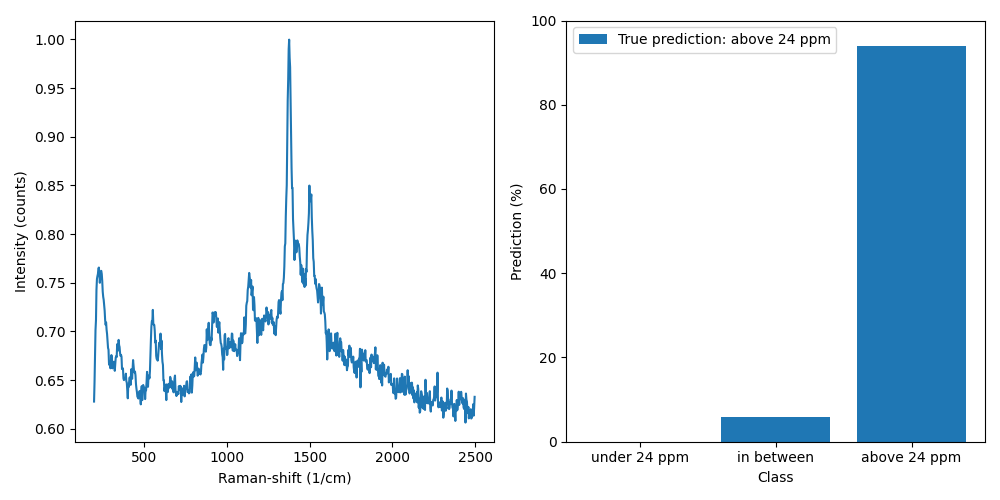 1.00
0.95
0.90
0.85
0.80
0.75
0.70
0.65
0.60
Intensity (counts)
500
1000
1500
2000
2500
Raman-shift (1/cm)
True prediction: above 24 ppm
100
80
60
40
20
0
Prediction (%)
under 24 ppm
in between
above 24 ppm
Class